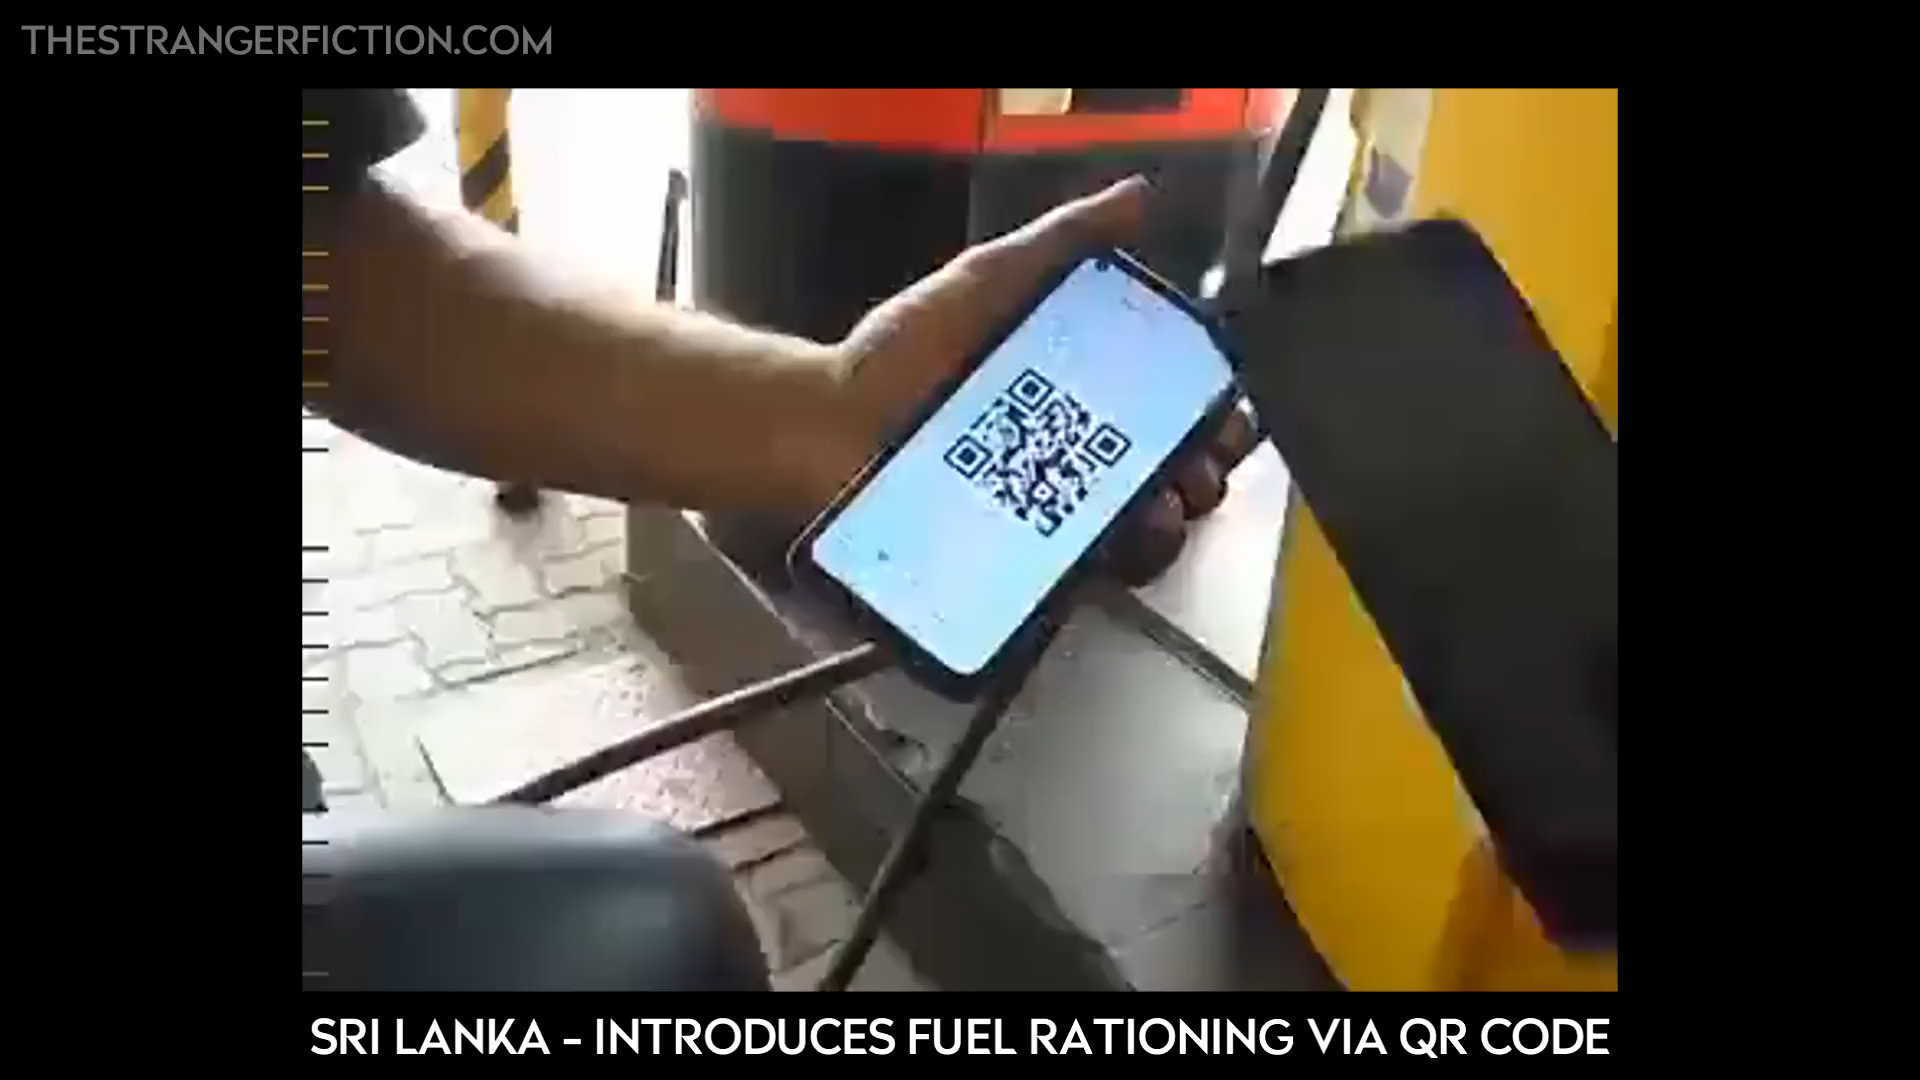 THESTRANGERFICTION.COM
SRI LANKA – INTRODUCES FUEL RATIONING VIA QR CODE